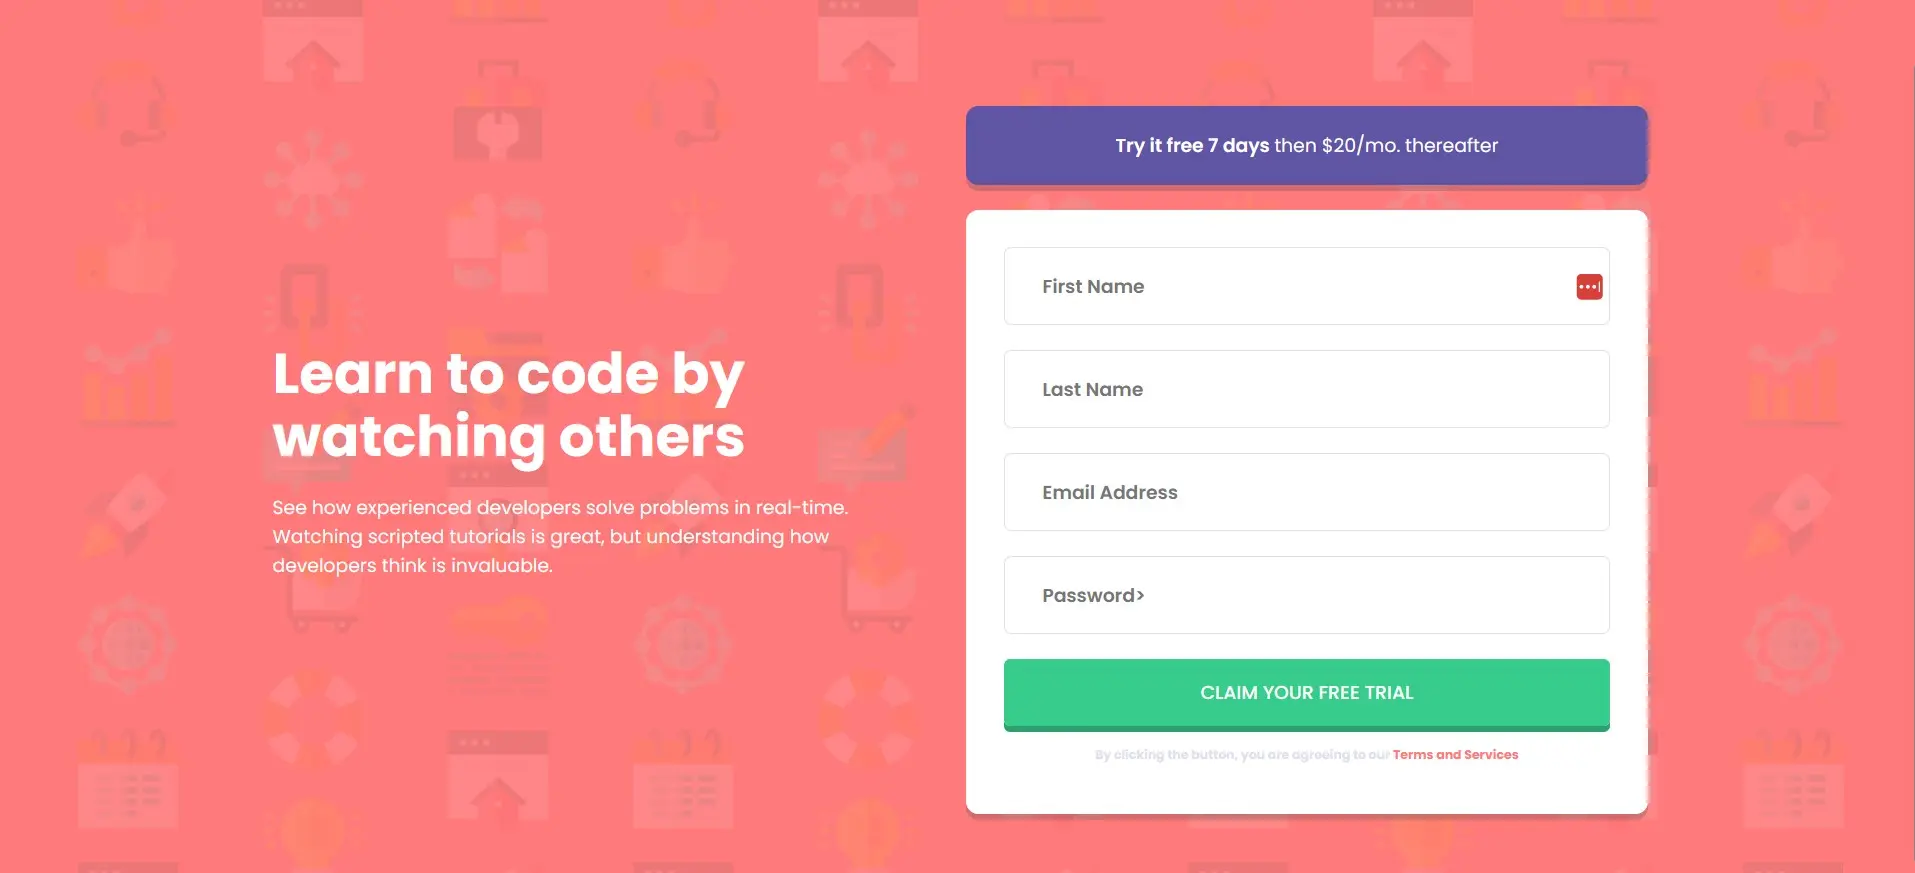 Learn to code by
watching others
See how experienced developers solve problems in real-time.
Watching scripted tutorials is great, but understanding how
developers think is invaluable.
Try it free 7 days then $20/mo. thereafter
First Name
Last Name
Email Address
Password>
CLAIM YOUR FREE TRIAL
By clicking the button, you are agreeing to our Terms and Services